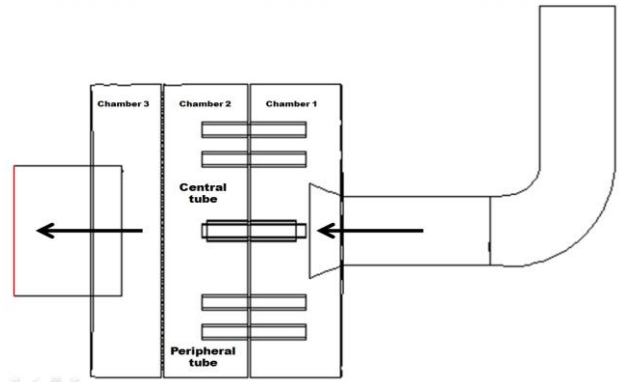 Chamber 3
Chamber 2
Chamber 1
Central
tube
Peripheral
tube